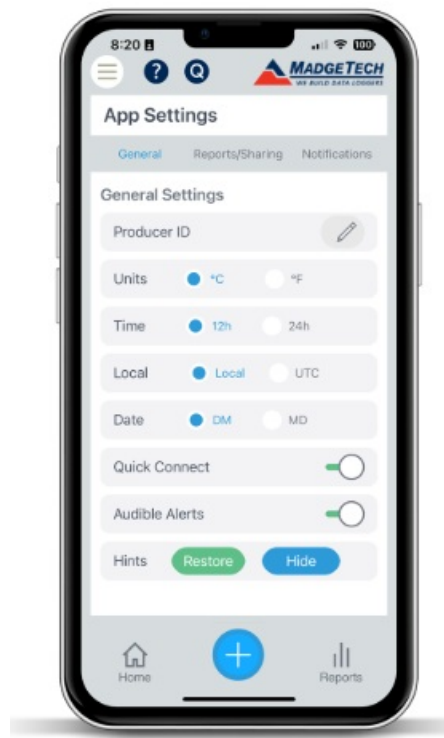 8:20
100
? Q MADGETECH
WE BUILD DATA LOGGERS
App Settings
General Reports/Sharing Notifications
General Settings
Producer ID
Units °C °F
Time 12h 24h
Local Local UTC
Date DM MD
Quick Connect
Audible Alerts
Hints Restore Hide
Home Reports